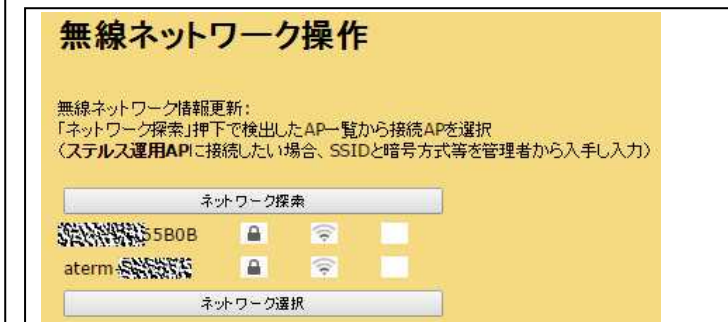 無線ネットワーク操作
無線ネットワーク情報更新：
「ネットワーク探索」押下で検出したAP一覧から接続APを選択
（ステルス運用APに接続したい場合、SSIDと暗号方式等を管理者から入手し入力）
ネットワーク探索
5B0B
aterm-
ネットワーク選択